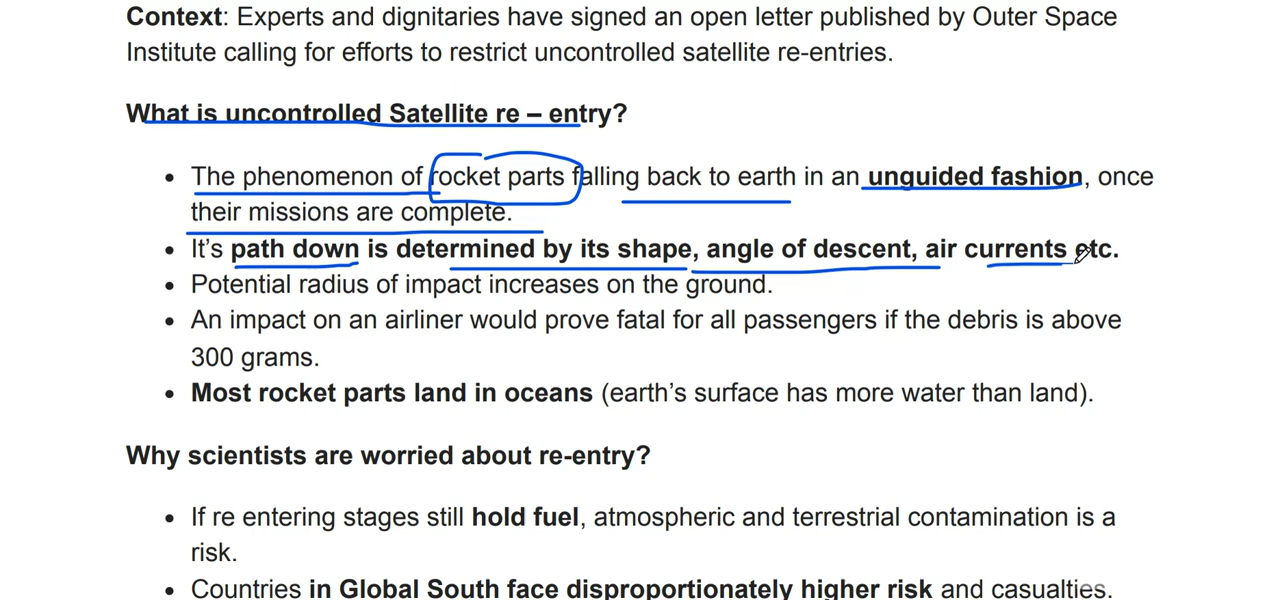 Context: Experts and dignitaries have signed an open letter published by Outer Space
Institute calling for efforts to restrict uncontrolled satellite re-entries.
What is uncontrolled Satellite re – entry?
• The phenomenon of rocket parts falling back to earth in an unguided fashion, once
their missions are complete.
• It’s path down is determined by its shape, angle of descent, air currents etc.
• Potential radius of impact increases on the ground.
• An impact on an airliner would prove fatal for all passengers if the debris is above
300 grams.
• Most rocket parts land in oceans (earth’s surface has more water than land).
Why scientists are worried about re-entry?
• If re entering stages still hold fuel, atmospheric and terrestrial contamination is a
risk.
• Countries in Global South face disproportionately higher risk and casualties.